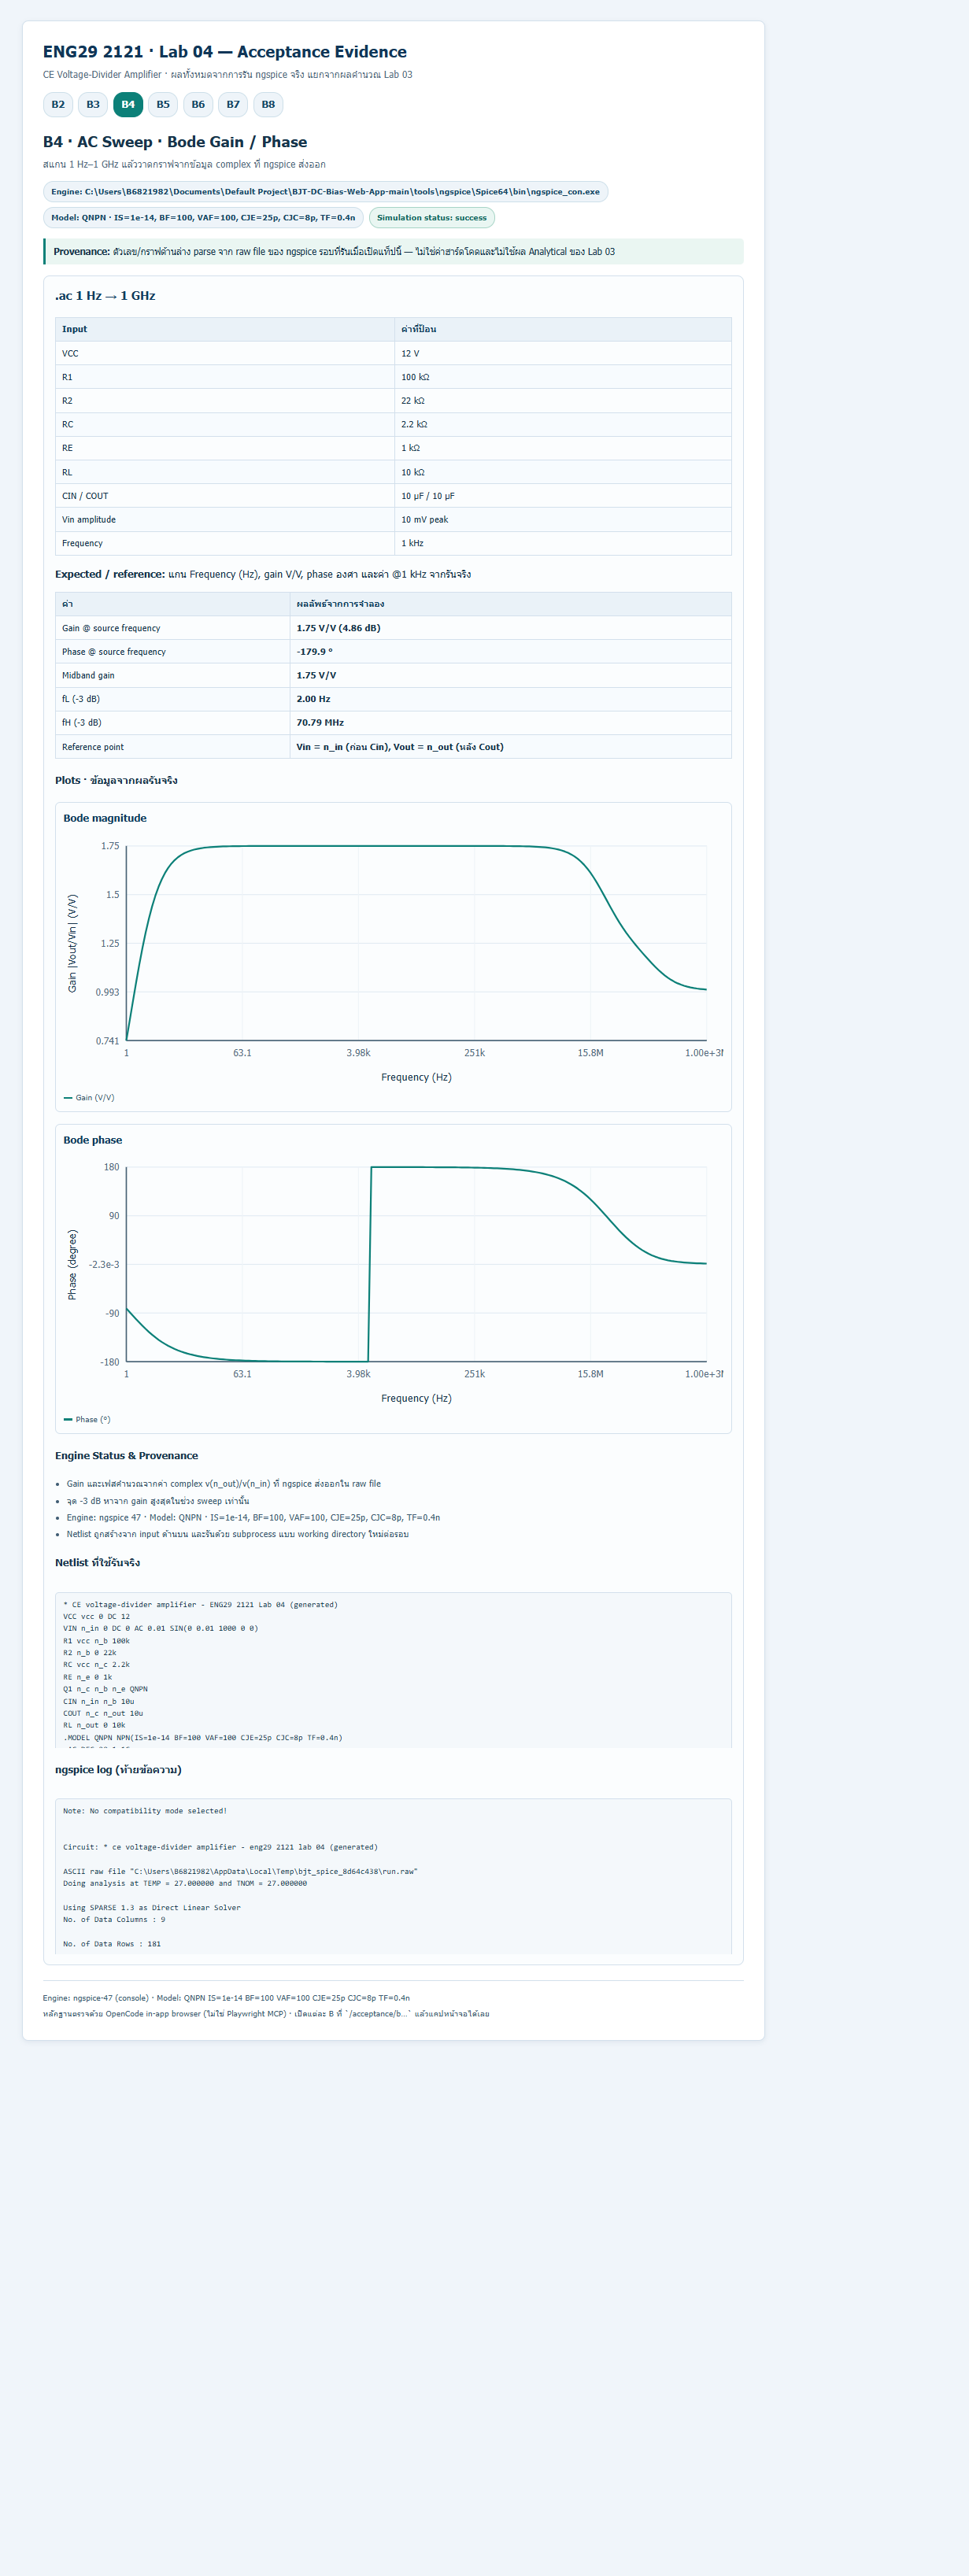 ENG29 2121 · Lab 04 — Acceptance Evidence
CE Voltage-Divider Amplifier · ผลทั้งหมดจากการรัน ngspice จริง แยกจากผลคำนวณ Lab 03
B2 B3 B4 B5 B6 B7 B8
B4 · AC Sweep · Bode Gain / Phase
สแกน 1 Hz–1 GHz แล้ววาดกราฟจากข้อมูล complex ที่ ngspice ส่งออก
Engine: C:\Users\B6821982\Documents\Default Project\BJT-DC-Bias-Web-App-main\tools\ngspice\Spice64\bin\ngspice_con.exe
Model: QNPN · IS=1e-14, BF=100, VAF=100, CJE=25p, CJC=8p, TF=0.4n Simulation status: success
Provenance: ตัวเลข/กราฟด้านล่าง parse จาก raw file ของ ngspice รอบที่รันเมื่อเปิดแท็ปนี้ — ไม่ใช่ค่าฮาร์ดโคดและไม่ใช้ผล Analytical ของ Lab 03
.ac 1 Hz → 1 GHz
Input ค่าที่ป้อน
VCC 12 V
R1 100 kΩ
R2 22 kΩ
RC 2.2 kΩ
RE 1 kΩ
RL 10 kΩ
CIN / COUT 10 µF / 10 µF
Vin amplitude 10 mV peak
Frequency 1 kHz
Expected / reference: แกน Frequency (Hz), gain V/V, phase องศา และค่า @1 kHz จากรันจริง
ค่า ผลลัพธ์จากการจำลอง
Gain @ source frequency 1.75 V/V (4.86 dB)
Phase @ source frequency -179.9 °
Midband gain 1.75 V/V
fL (-3 dB) 2.00 Hz
fH (-3 dB) 70.79 MHz
Reference point Vin = n_in (ก่อน Cin), Vout = n_out (หลัง Cout)
Plots · ข้อมูลจากผลรันจริง
Bode magnitude
1.75
1.5
1.25
0.993
0.741
Gain |Vout/Vin| (V/V)
1 63.1 3.98k 251k 15.8M 1.00e+3M
Frequency (Hz)
Gain (V/V)
Bode phase
180
90
-2.3e-3
-90
-180
Phase (degree)
1 63.1 3.98k 251k 15.8M 1.00e+3M
Frequency (Hz)
Phase (°)
Engine Status & Provenance
Gain และเฟสคำนวณจากค่า complex v(n_out)/v(n_in) ที่ ngspice ส่งออกใน raw file
จุด -3 dB หาจาก gain สูงสุดในช่วง sweep เท่านั้น
Engine: ngspice 47 · Model: QNPN · IS=1e-14, BF=100, VAF=100, CJE=25p, CJC=8p, TF=0.4n
Netlist ถูกสร้างจาก input ด้านบน และรันด้วย subprocess แบบ working directory ใหม่ต่อรอบ
Netlist ที่ใช้รันจริง
* CE voltage-divider amplifier - ENG29 2121 Lab 04 (generated)
VCC vcc 0 DC 12
VIN n_in 0 DC 0 AC 0.01 SIN(0 0.01 1000 0 0)
R1 vcc n_b 100k
R2 n_b 0 22k
RC vcc n_c 2.2k
RE n_e 0 1k
Q1 n_c n_b n_e QNPN
CIN n_in n_b 10u
COUT n_c n_out 10u
RL n_out 0 10k
.MODEL QNPN NPN(IS=1e-14 BF=100 VAF=100 CJE=25p CJC=8p TF=0.4n)
ngspice log (ท้ายข้อความ)
Note: No compatibility mode selected!
Circuit: * ce voltage-divider amplifier - eng29 2121 lab 04 (generated)
ASCII raw file "C:\Users\B6821982\AppData\Local\Temp\bjt_spice_8d64c438\run.raw"
Doing analysis at TEMP = 27.000000 and TNOM = 27.000000
Using SPARSE 1.3 as Direct Linear Solver
No. of Data Columns : 9
No. of Data Rows : 181
Engine: ngspice-47 (console) · Model: QNPN IS=1e-14 BF=100 VAF=100 CJE=25p CJC=8p TF=0.4n
หลักฐานตรวจด้วย OpenCode in-app browser (ไม่ใช่ Playwright MCP) · เปิดแต่ละ B ที่ `/acceptance/b…` แล้วแคปหน้าจอได้เลย